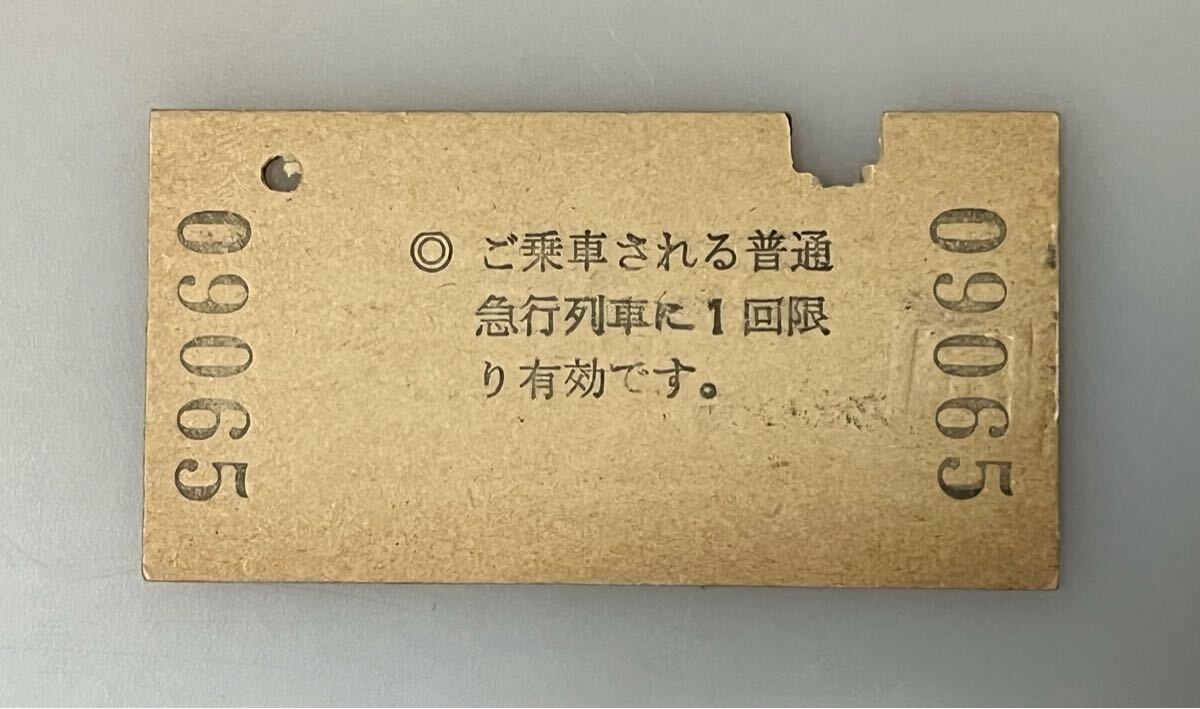 09065
◎ ご乗車される普通
急行列車に1回限
り有効です。
09065